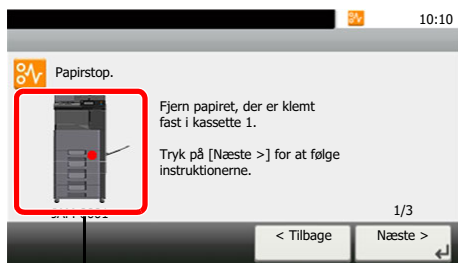 10:10
Papirstop.
Fjern papiret, der er klemt
fast i kassette 1.
Tryk på [Næste >] for at følge
instruktionerne.
1/3
< Tilbage
Næste >